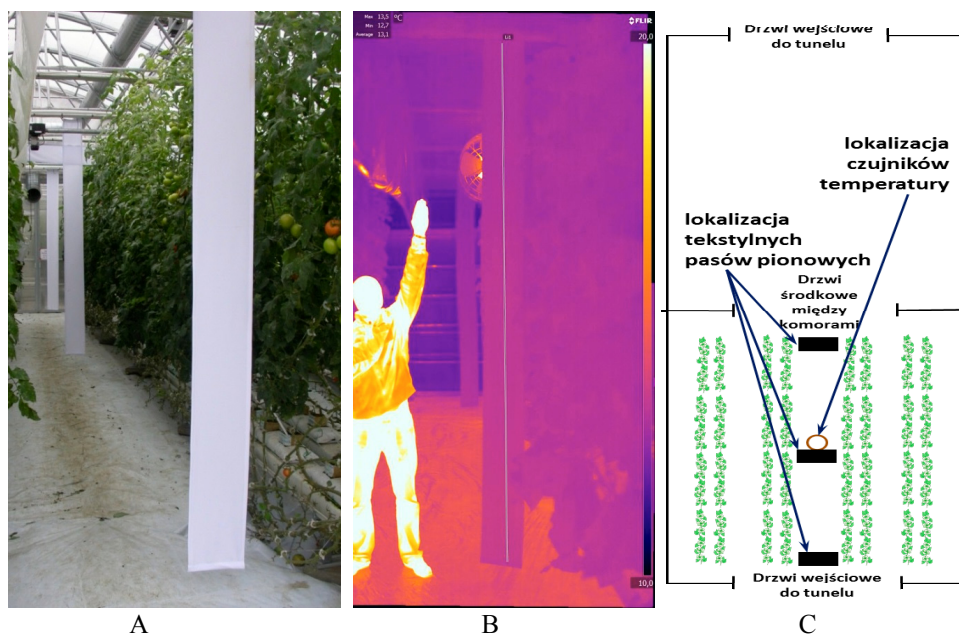 Max 13,5 °C
Min 12,7
Average 13,1
FLIR
20,0
Li1
10,0
Drzwi wejściowe
do tunelu
lokalizacja
czujników
temperatury
lokalizacja
tekstylnych
pasów pionowych
Drzwi
środkowe
między
komorami
Drzwi wejściowe
do tunelu
A
B
C